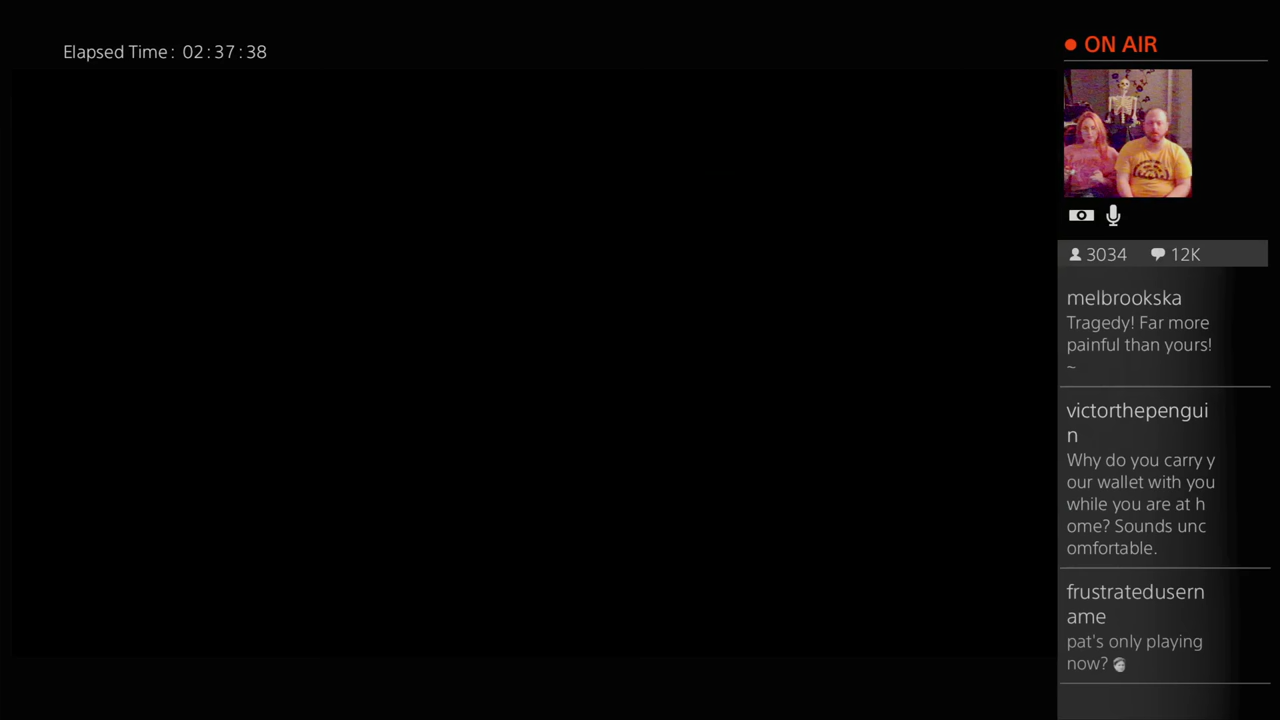 Elapsed Time: 02:37:38
ON AIR
3034 12K
melbrookska
Tragedy! Far more
painful than yours!
~
victorthepengui
n
Why do you carry y
our wallet with you
while you are at h
ome? Sounds unc
omfortable.
frustratedusern
ame
pat's only playing
now?